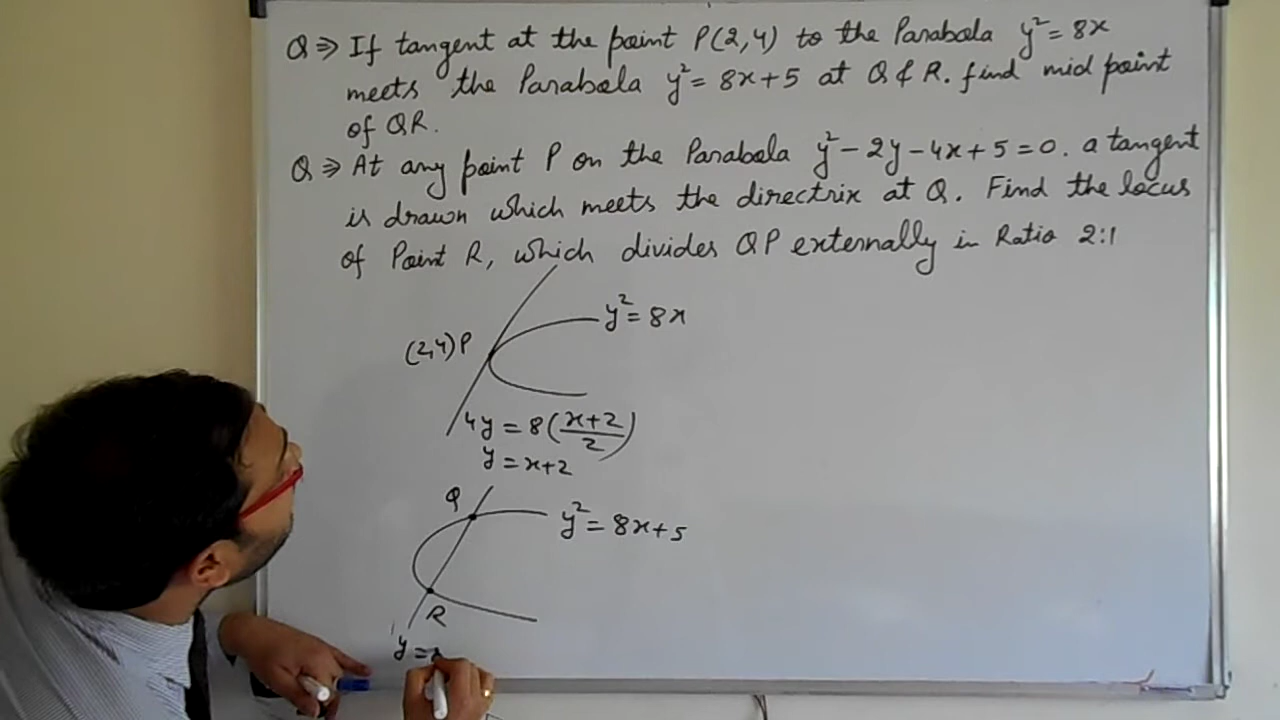 Q ⇒ If tangent at the point P(2,4) to the Parabola y² = 8x
meets the Parabola y² = 8x+5 at Q & R. find mid point
of QR.
Q ⇒ At any point P on the Parabola y² - 2y - 4x + 5 = 0. a tangent
is drawn which meets the directrix at Q. Find the locus
of Point R, which divides QP externally in Ratio 2:1
y² = 8x
(2,4) P
4y = 8(x+2/2)
y = x+2
Q
y² = 8x+5
R
y =